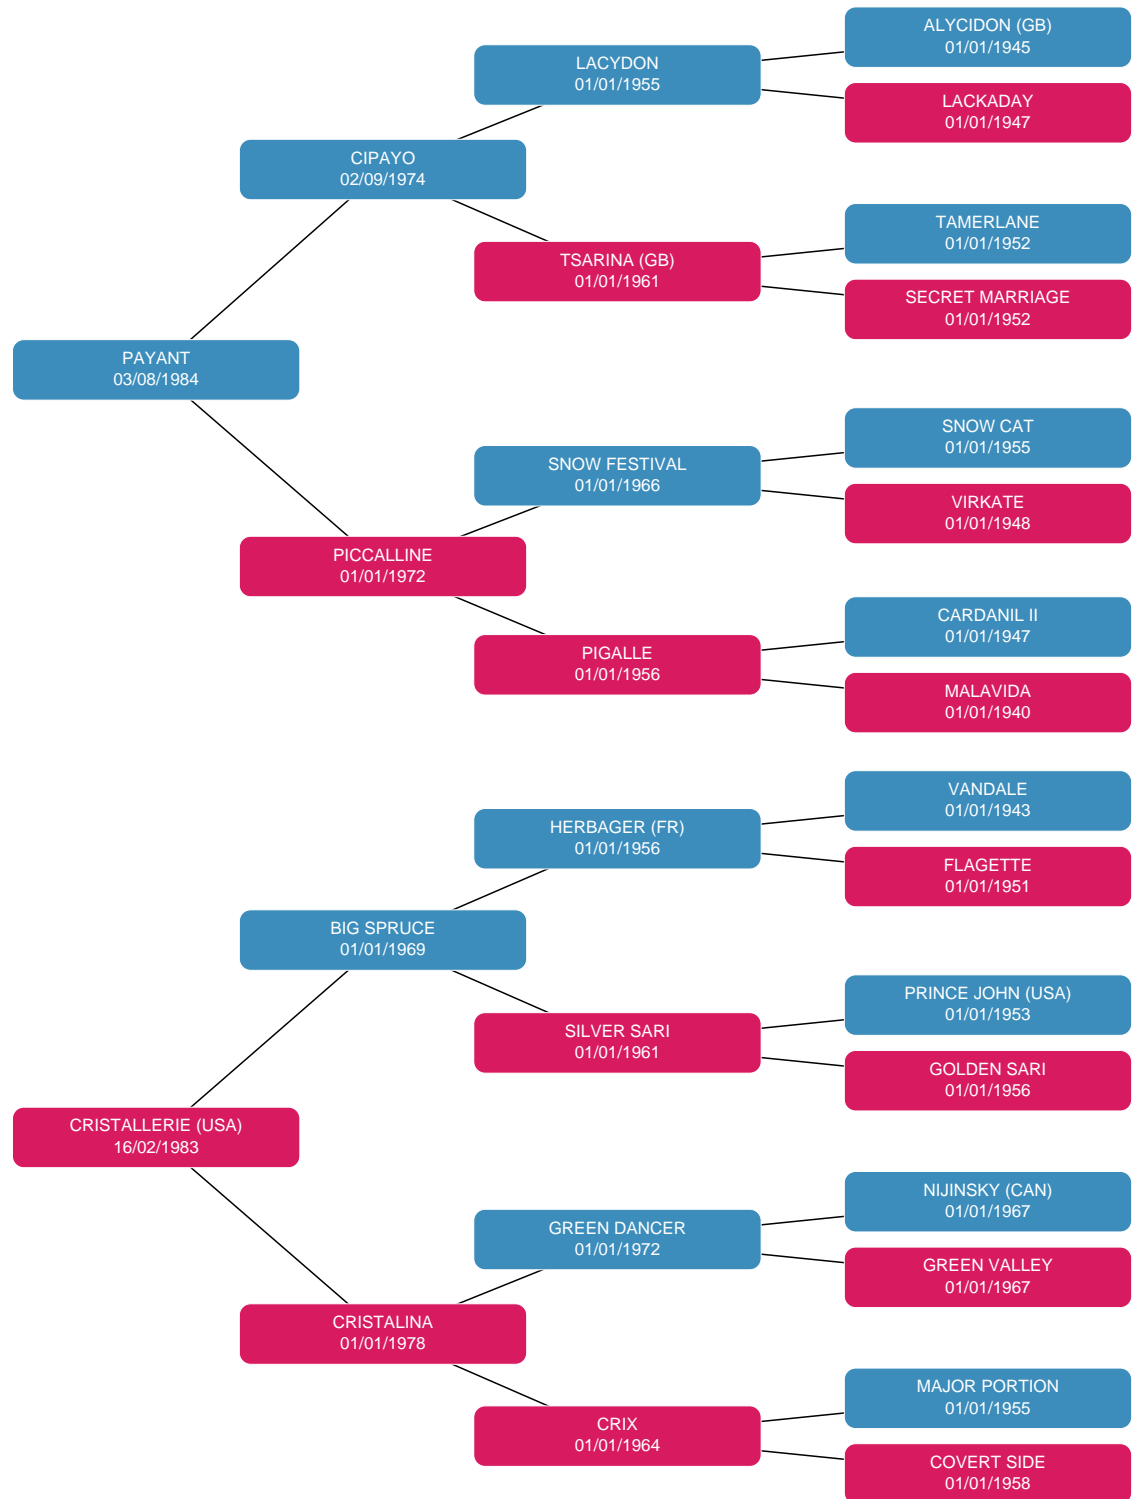 ALYCIDON (GB)
01/01/1945
LACYDON
01/01/1955
LACKADAY
01/01/1947
CIPAYO
02/09/1974
TAMERLANE
01/01/1952
TSARINA (GB)
01/01/1961
SECRET MARRIAGE
01/01/1952
PAYANT
03/08/1984
SNOW CAT
01/01/1955
SNOW FESTIVAL
01/01/1966
VIRKATE
01/01/1948
PICCALLINE
01/01/1972
CARDANIL II
01/01/1947
PIGALLE
01/01/1956
MALAVIDA
01/01/1940
VANDALE
01/01/1943
HERBAGER (FR)
01/01/1956
FLAGETTE
01/01/1951
BIG SPRUCE
01/01/1969
PRINCE JOHN (USA)
01/01/1953
SILVER SARI
01/01/1961
GOLDEN SARI
01/01/1956
CRISTALLERIE (USA)
16/02/1983
NIJINSKY (CAN)
01/01/1967
GREEN DANCER
01/01/1972
GREEN VALLEY
01/01/1967
CRISTALINA
01/01/1978
MAJOR PORTION
01/01/1955
CRIX
01/01/1964
COVERT SIDE
01/01/1958